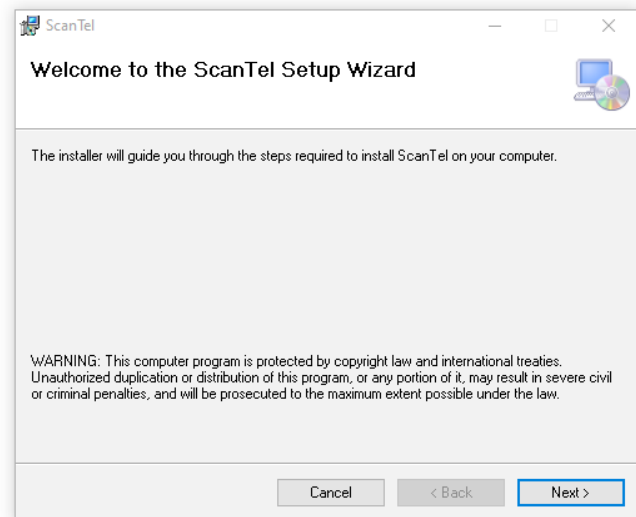 ScanTel
Welcome to the ScanTel Setup Wizard
The installer will guide you through the steps required to install ScanTel on your computer.
WARNING: This computer program is protected by copyright law and international treaties.
Unauthorized duplication or distribution of this program, or any portion of it, may result in severe civil
or criminal penalties, and will be prosecuted to the maximum extent possible under the law.
Cancel
< Back
Next >